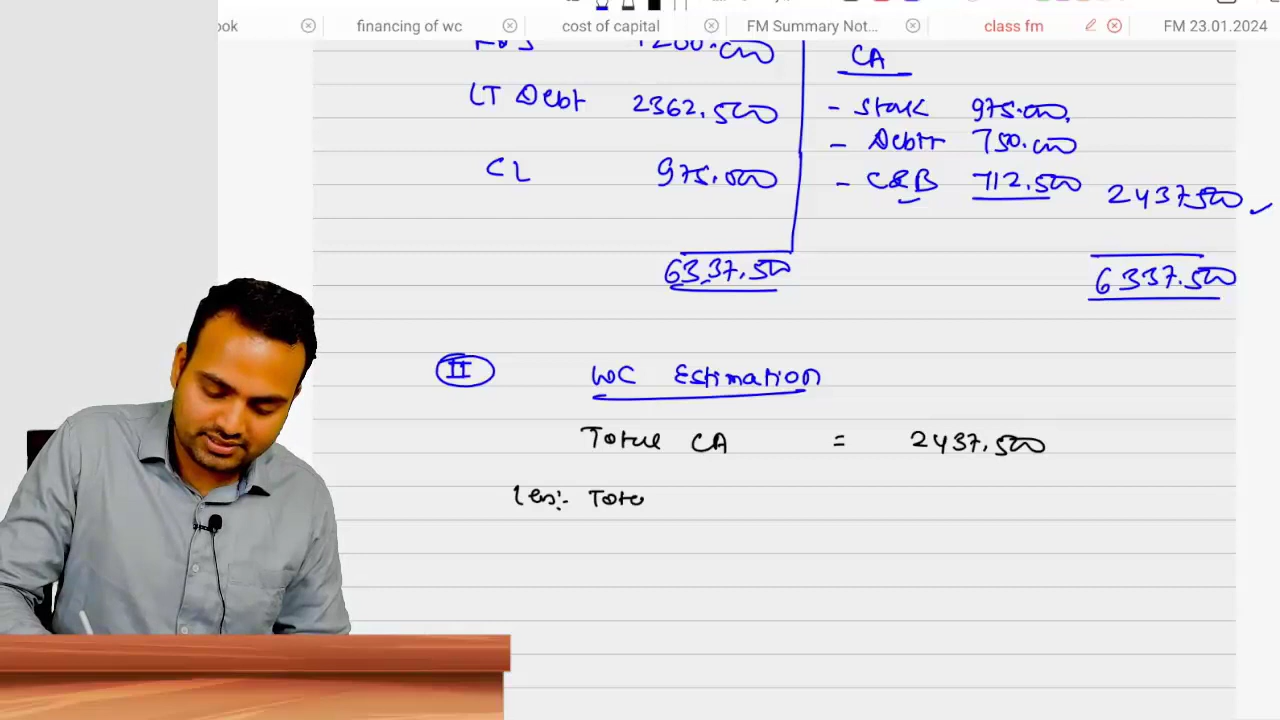 ook financing of wc cost of capital FM Summary Not... class fm FM 23.01.2024
CA
LT Debt 2362.500
- Stock 975.000.
- Debtr 750.000
CL 975.000
- C&B 712.500 2437.500
6337.500 6337.500
II WC Estimation
Total CA = 2437.500
Less:- Tota